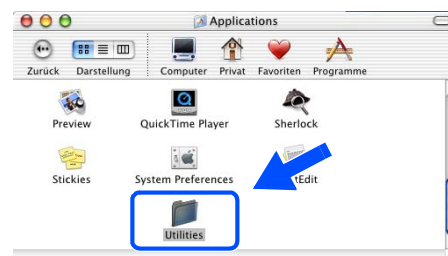 Applications
Zurück Darstellung Computer Privat Favoriten Programme
Preview QuickTime Player Sherlock
Stickies System Preferences tEdit
Utilities